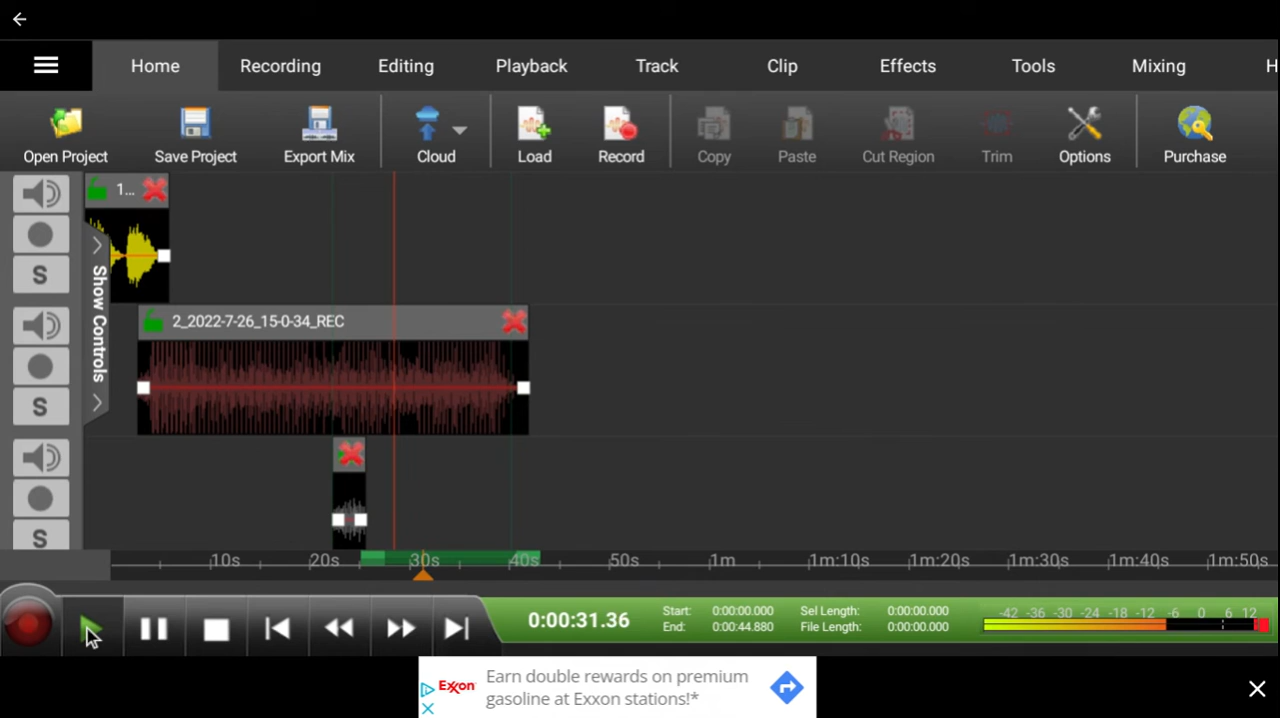 Home Recording Editing Playback Track Clip Effects Tools Mixing H
Open Project Save Project Export Mix Cloud Load Record Copy Paste Cut Region Trim Options Purchase
1...
S
Show Controls
2_2022-7-26_15-0-34_REC
S
S
10s 20s 30s 40s 50s 1m 1m:10s 1m:20s 1m:30s 1m:40s 1m:50s
0:00:31.36
Start: 0:00:00.000 Sel Length: 0:00:00.000
End: 0:00:44.880 File Length: 0:00:00.000
-42 -36 -30 -24 -18 -12 -6 0 6 12
Exxon
Earn double rewards on premium
gasoline at Exxon stations!*